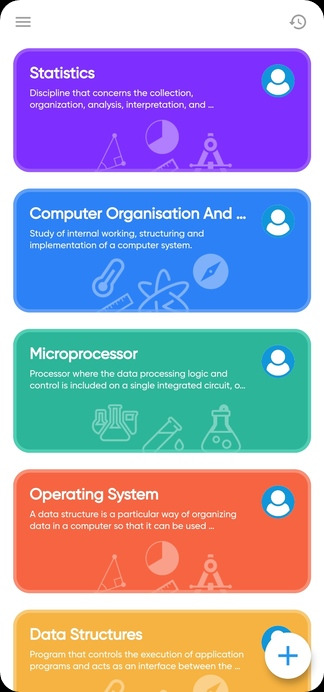 Statistics
Discipline that concerns the collection,
organization, analysis, interpretation, and ...
Computer Organisation And ...
Study of internal working, structuring and
implementation of a computer system.
Microprocessor
Processor where the data processing logic and
control is included on a single integrated circuit, o...
Operating System
A data structure is a particular way of organizing
data in a computer so that it can be used ...
Data Structures
Program that controls the execution of application
programs and acts as an interface between the ...